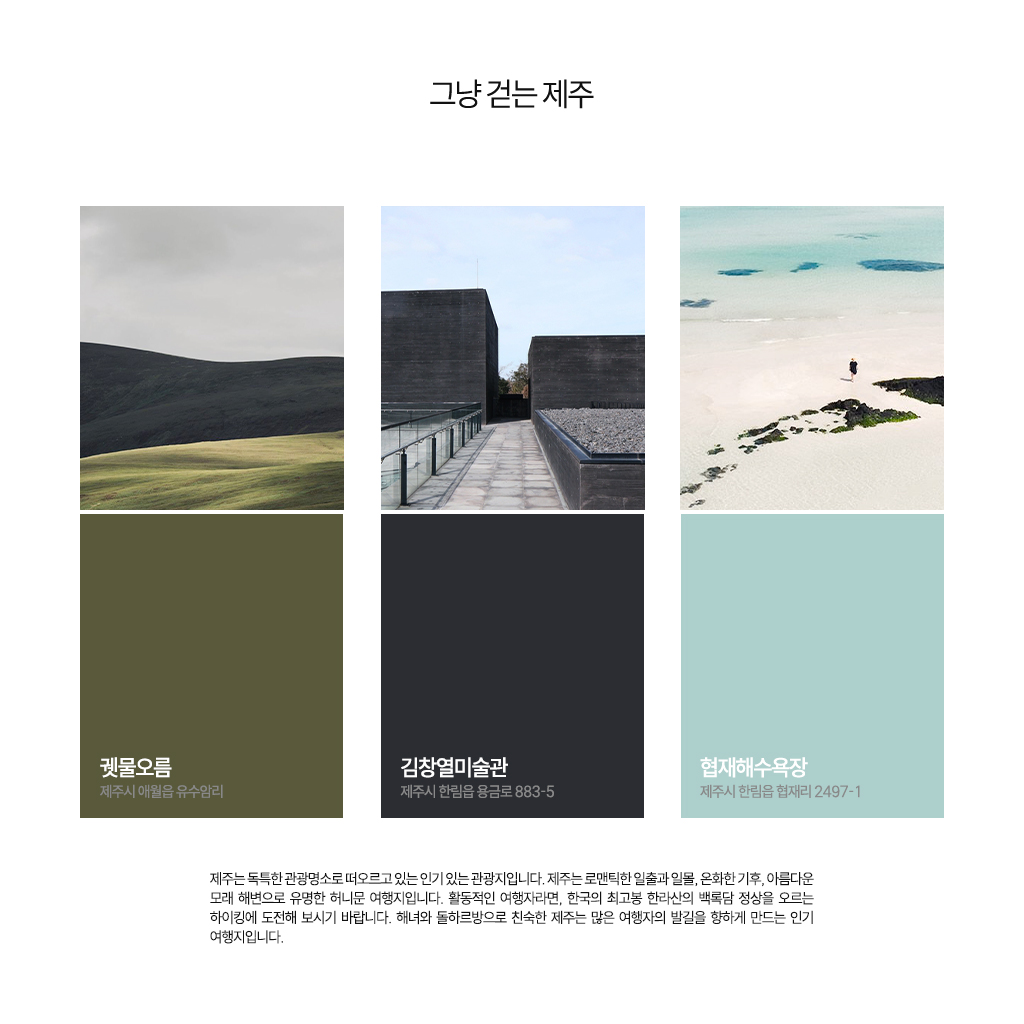 그냥 걷는 제주
궷물오름
제주시 애월읍 유수암리
김창열미술관
제주시 한림읍 용금로 883-5
협재해수욕장
제주시 한림읍 협재리 2497-1
제주는 독특한 관광명소로 떠오르고 있는 인기 있는 관광지입니다. 제주는 로맨틱한 일출과 일몰, 온화한 기후, 아름다운
모래 해변으로 유명한 허니문 여행지입니다. 활동적인 여행자라면, 한국의 최고봉 한라산의 백록담 정상을 오르는
하이킹에 도전해 보시기 바랍니다. 해녀와 돌하르방으로 친숙한 제주는 많은 여행자의 발길을 향하게 만드는 인기
여행지입니다.